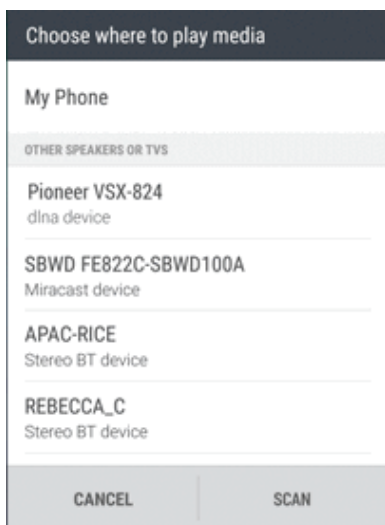 Choose where to play media
My Phone
OTHER SPEAKERS OR TVS
Pioneer VSX-824
dlna device
SBWD FE822C-SBWD100A
Miracast device
APAC-RICE
Stereo BT device
REBECCA_C
Stereo BT device
CANCEL SCAN